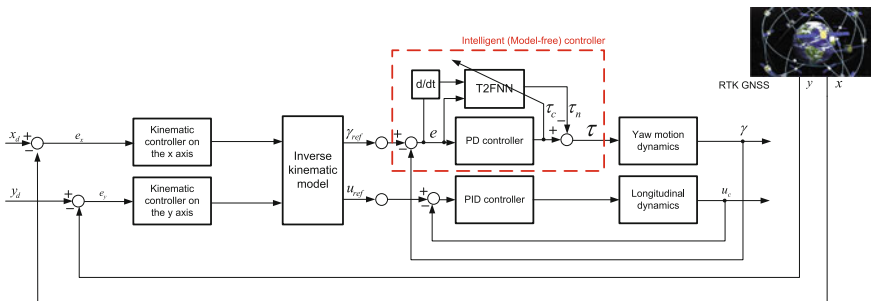 Intelligent (Model-free) controller
RTK GNSS
y
x
d/dt
T2FNN
x_d
+
−
e_x
Kinematic
controller on
the x axis
Inverse
kinematic
model
γ_ref
+
−
e
PD controller
τ_c
τ_n
+
−
τ
Yaw motion
dynamics
γ
y_d
+
−
e_y
Kinematic
controller on
the y axis
u_ref
+
−
PID controller
Longitudinal
dynamics
u_c